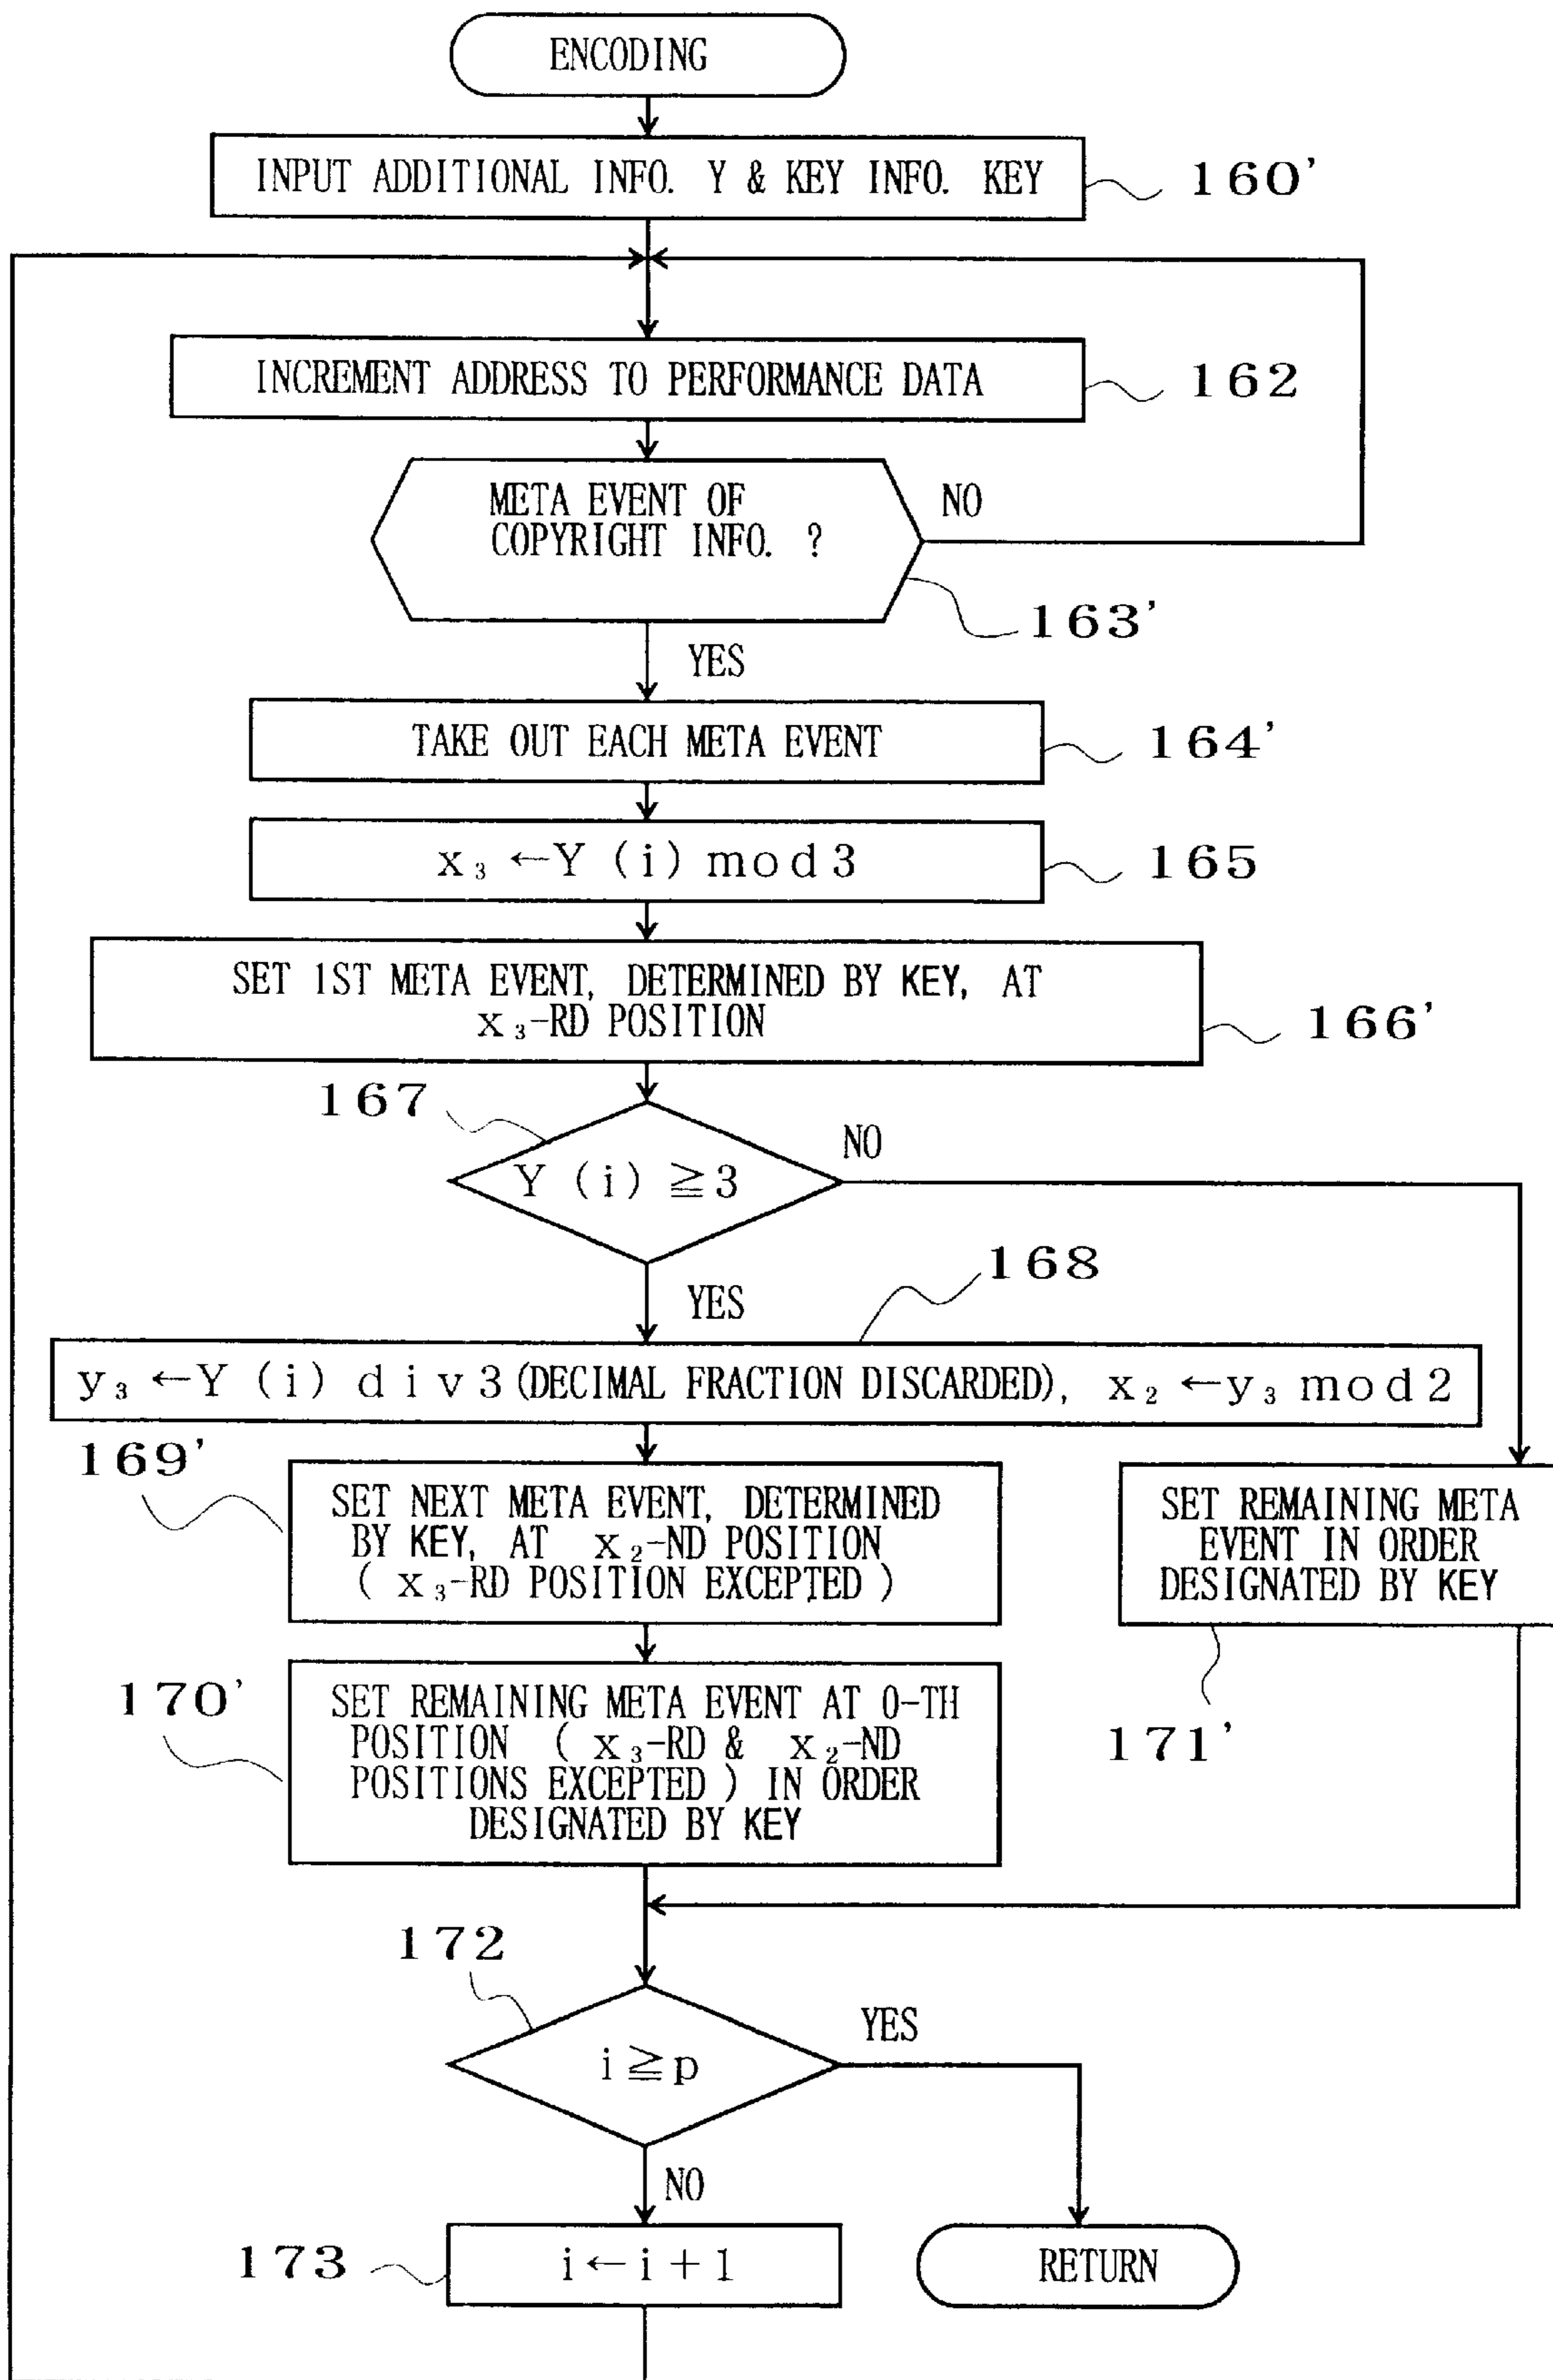 ENCODING
INPUT ADDITIONAL INFO. Y & KEY INFO. KEY
160'
INCREMENT ADDRESS TO PERFORMANCE DATA
162
META EVENT OF
COPYRIGHT INFO. ?
NO
163'
YES
TAKE OUT EACH META EVENT
164'
x₃ ←Y (i) mod3
165
SET 1ST META EVENT, DETERMINED BY KEY, AT
x₃-RD POSITION
166'
167
Y (i) ≧3
NO
YES
168
y₃ ←Y (i) div3 (DECIMAL FRACTION DISCARDED), x₂ ←y₃ mod2
169'
SET NEXT META EVENT, DETERMINED
BY KEY, AT x₂-ND POSITION
( x₃-RD POSITION EXCEPTED )
SET REMAINING META
EVENT IN ORDER
DESIGNATED BY KEY
171'
170'
SET REMAINING META EVENT AT 0-TH
POSITION ( x₃-RD & x₂-ND
POSITIONS EXCEPTED ) IN ORDER
DESIGNATED BY KEY
172
i≧p
YES
NO
173
i←i+1
RETURN